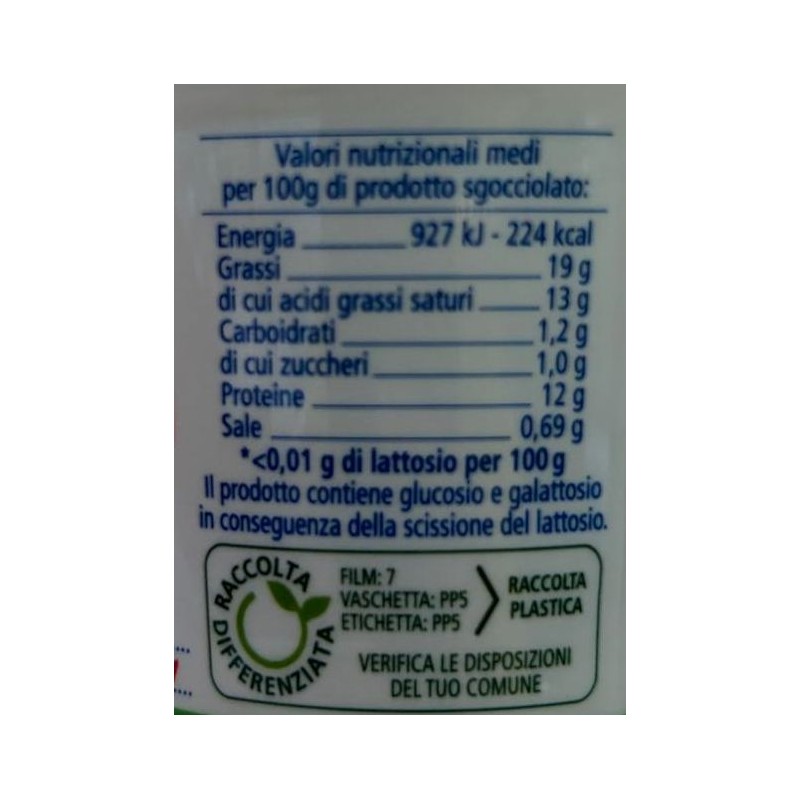 Valori nutrizionali medi
per 100g di prodotto sgocciolato:
Energia 927 kJ - 224 kcal
Grassi 19 g
di cui acidi grassi saturi 13 g
Carboidrati 1,2 g
di cui zuccheri 1,0 g
Proteine 12 g
Sale 0,69 g
*<0,01 g di lattosio per 100 g
Il prodotto contiene glucosio e galattosio
in conseguenza della scissione del lattosio.
RACCOLTA
DIFFERENZIATA
FILM: 7
VASCHETTA: PP5
ETICHETTA: PP5
RACCOLTA
PLASTICA
VERIFICA LE DISPOSIZIONI
DEL TUO COMUNE